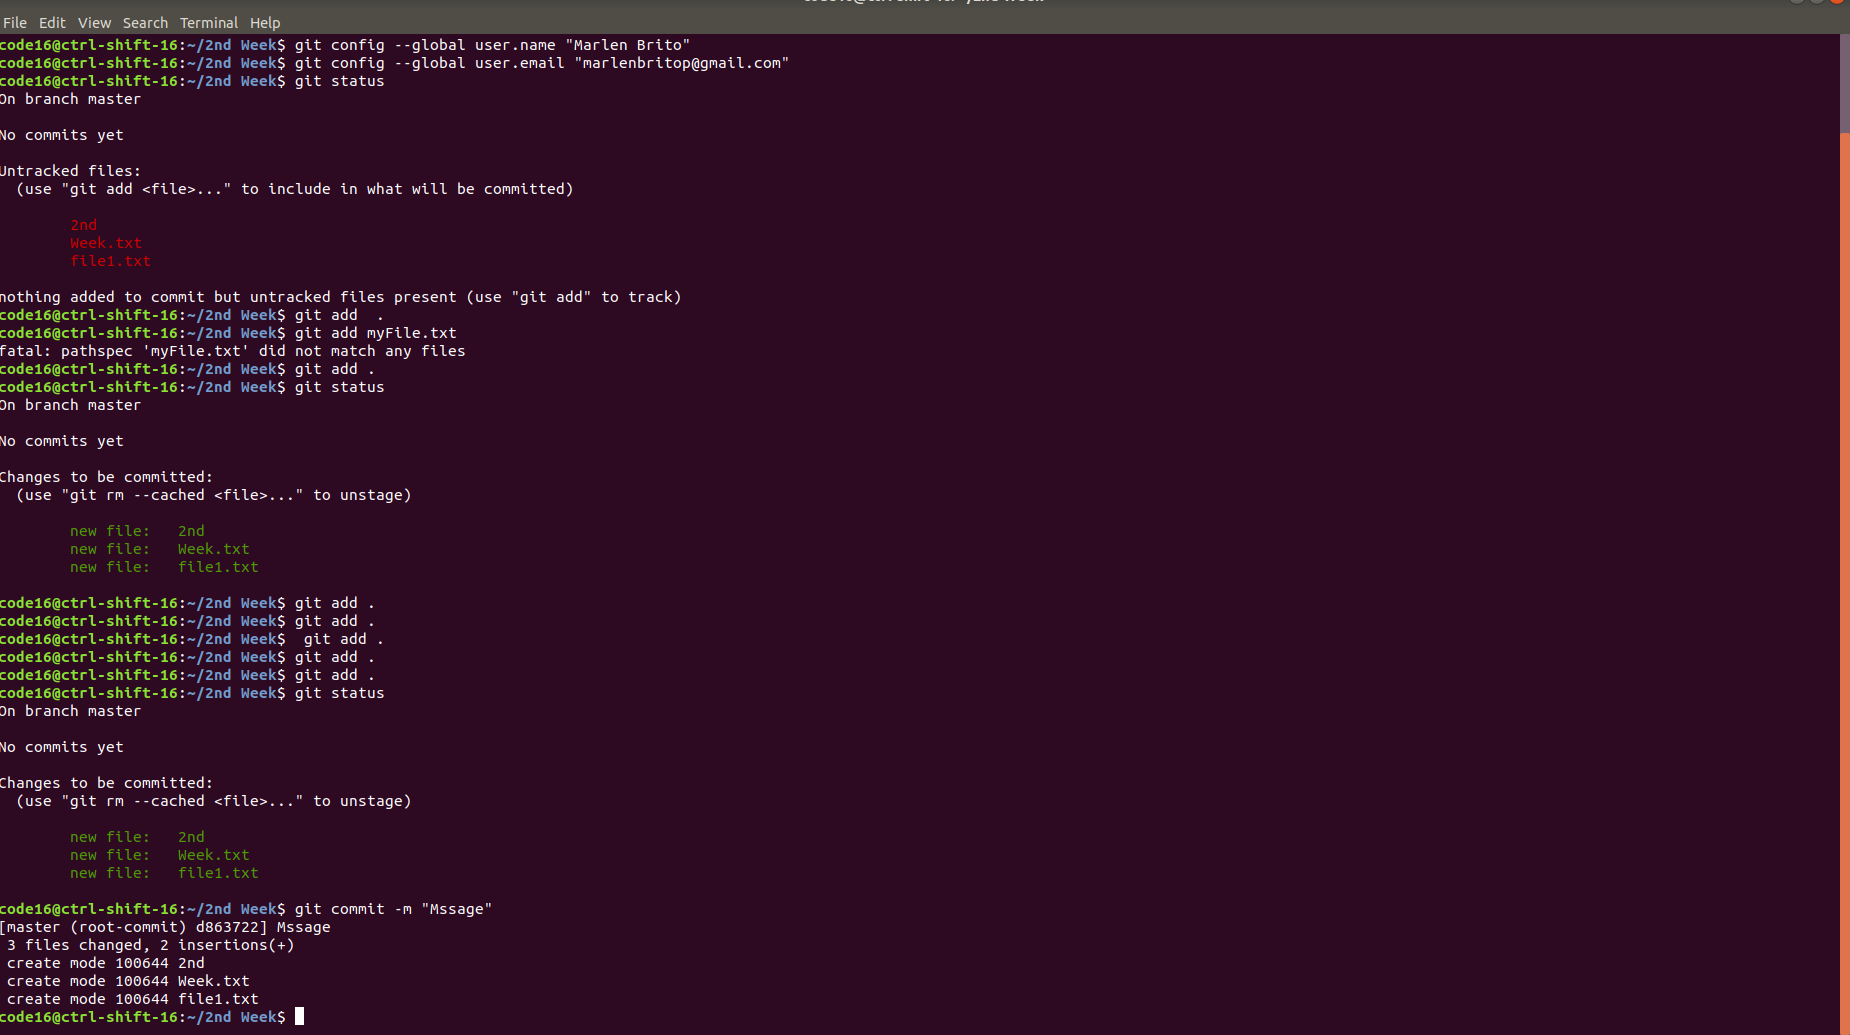 File Edit View Search Terminal Help
code16@ctrl-shift-16:~/2nd Week$ git config --global user.name "Marlen Brito"
code16@ctrl-shift-16:~/2nd Week$ git config --global user.email "marlenbritop@gmail.com"
code16@ctrl-shift-16:~/2nd Week$ git status
On branch master
No commits yet
Untracked files:
(use "git add <file>..." to include in what will be committed)
2nd
Week.txt
file1.txt
nothing added to commit but untracked files present (use "git add" to track)
code16@ctrl-shift-16:~/2nd Week$ git add  .
code16@ctrl-shift-16:~/2nd Week$ git add myFile.txt
fatal: pathspec 'myFile.txt' did not match any files
code16@ctrl-shift-16:~/2nd Week$ git add .
code16@ctrl-shift-16:~/2nd Week$ git status
On branch master
No commits yet
Changes to be committed:
(use "git rm --cached <file>..." to unstage)
new file:   2nd
new file:   Week.txt
new file:   file1.txt
code16@ctrl-shift-16:~/2nd Week$ git add .
code16@ctrl-shift-16:~/2nd Week$ git add .
code16@ctrl-shift-16:~/2nd Week$  git add .
code16@ctrl-shift-16:~/2nd Week$ git add .
code16@ctrl-shift-16:~/2nd Week$ git add .
code16@ctrl-shift-16:~/2nd Week$ git status
On branch master
No commits yet
Changes to be committed:
(use "git rm --cached <file>..." to unstage)
new file:   2nd
new file:   Week.txt
new file:   file1.txt
code16@ctrl-shift-16:~/2nd Week$ git commit -m "Mssage"
[master (root-commit) d863722] Mssage
3 files changed, 2 insertions(+)
create mode 100644 2nd
create mode 100644 Week.txt
create mode 100644 file1.txt
code16@ctrl-shift-16:~/2nd Week$